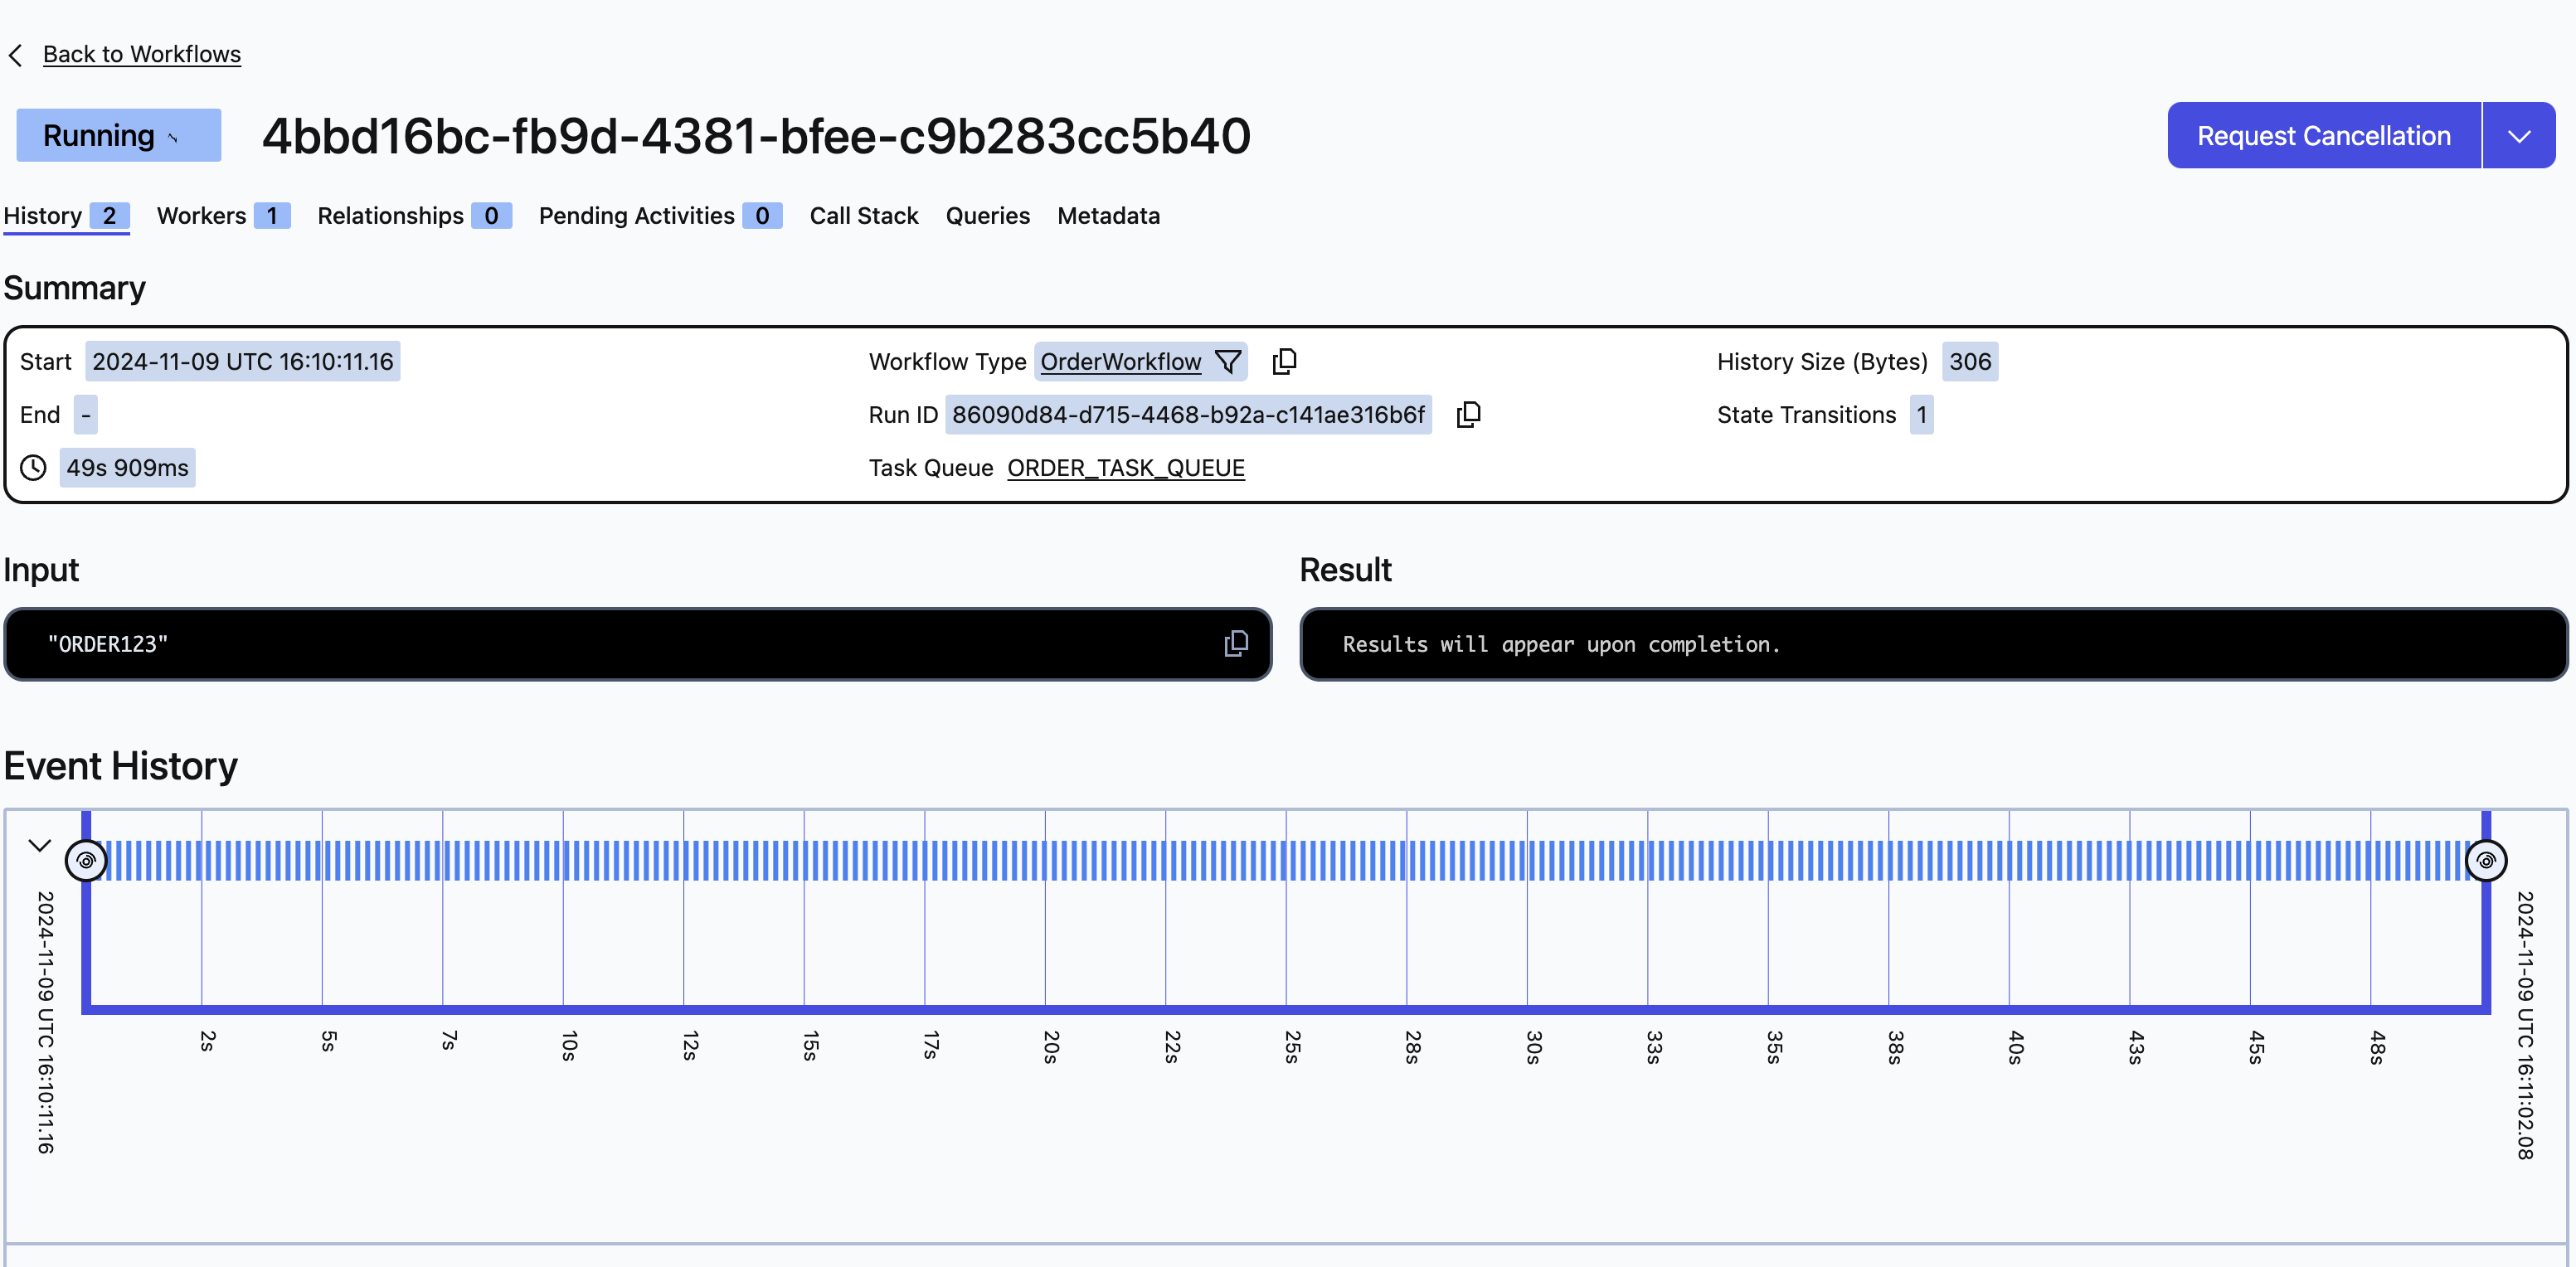 Back to Workflows
Running 4bbd16bc-fb9d-4381-bfee-c9b283cc5b40 Request Cancellation
History 2 Workers 1 Relationships 0 Pending Activities 0 Call Stack Queries Metadata
Summary
Start 2024-11-09 UTC 16:10:11.16 Workflow Type OrderWorkflow History Size (Bytes) 306
End - Run ID 86090d84-d715-4468-b92a-c141ae316b6f State Transitions 1
49s 909ms Task Queue ORDER_TASK_QUEUE
Input Result
"ORDER123" Results will appear upon completion.
Event History
2024-11-09 UTC 16:10:11.16
2s 5s 7s 10s 12s 15s 17s 20s 22s 25s 28s 30s 33s 35s 38s 40s 43s 45s 48s
2024-11-09 UTC 16:11:02.08